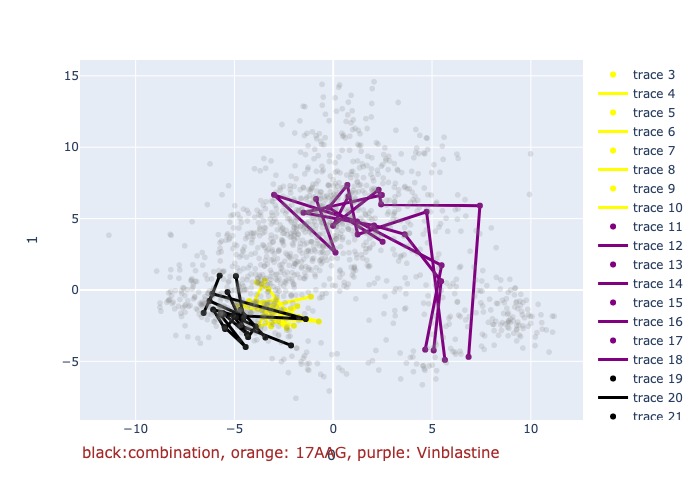 15
10
5
0
−5
1
−10
−5
0
5
10
0
black:combination, orange: 17AAG, purple: Vinblastine
trace 3
trace 4
trace 5
trace 6
trace 7
trace 8
trace 9
trace 10
trace 11
trace 12
trace 13
trace 14
trace 15
trace 16
trace 17
trace 18
trace 19
trace 20
trace 21